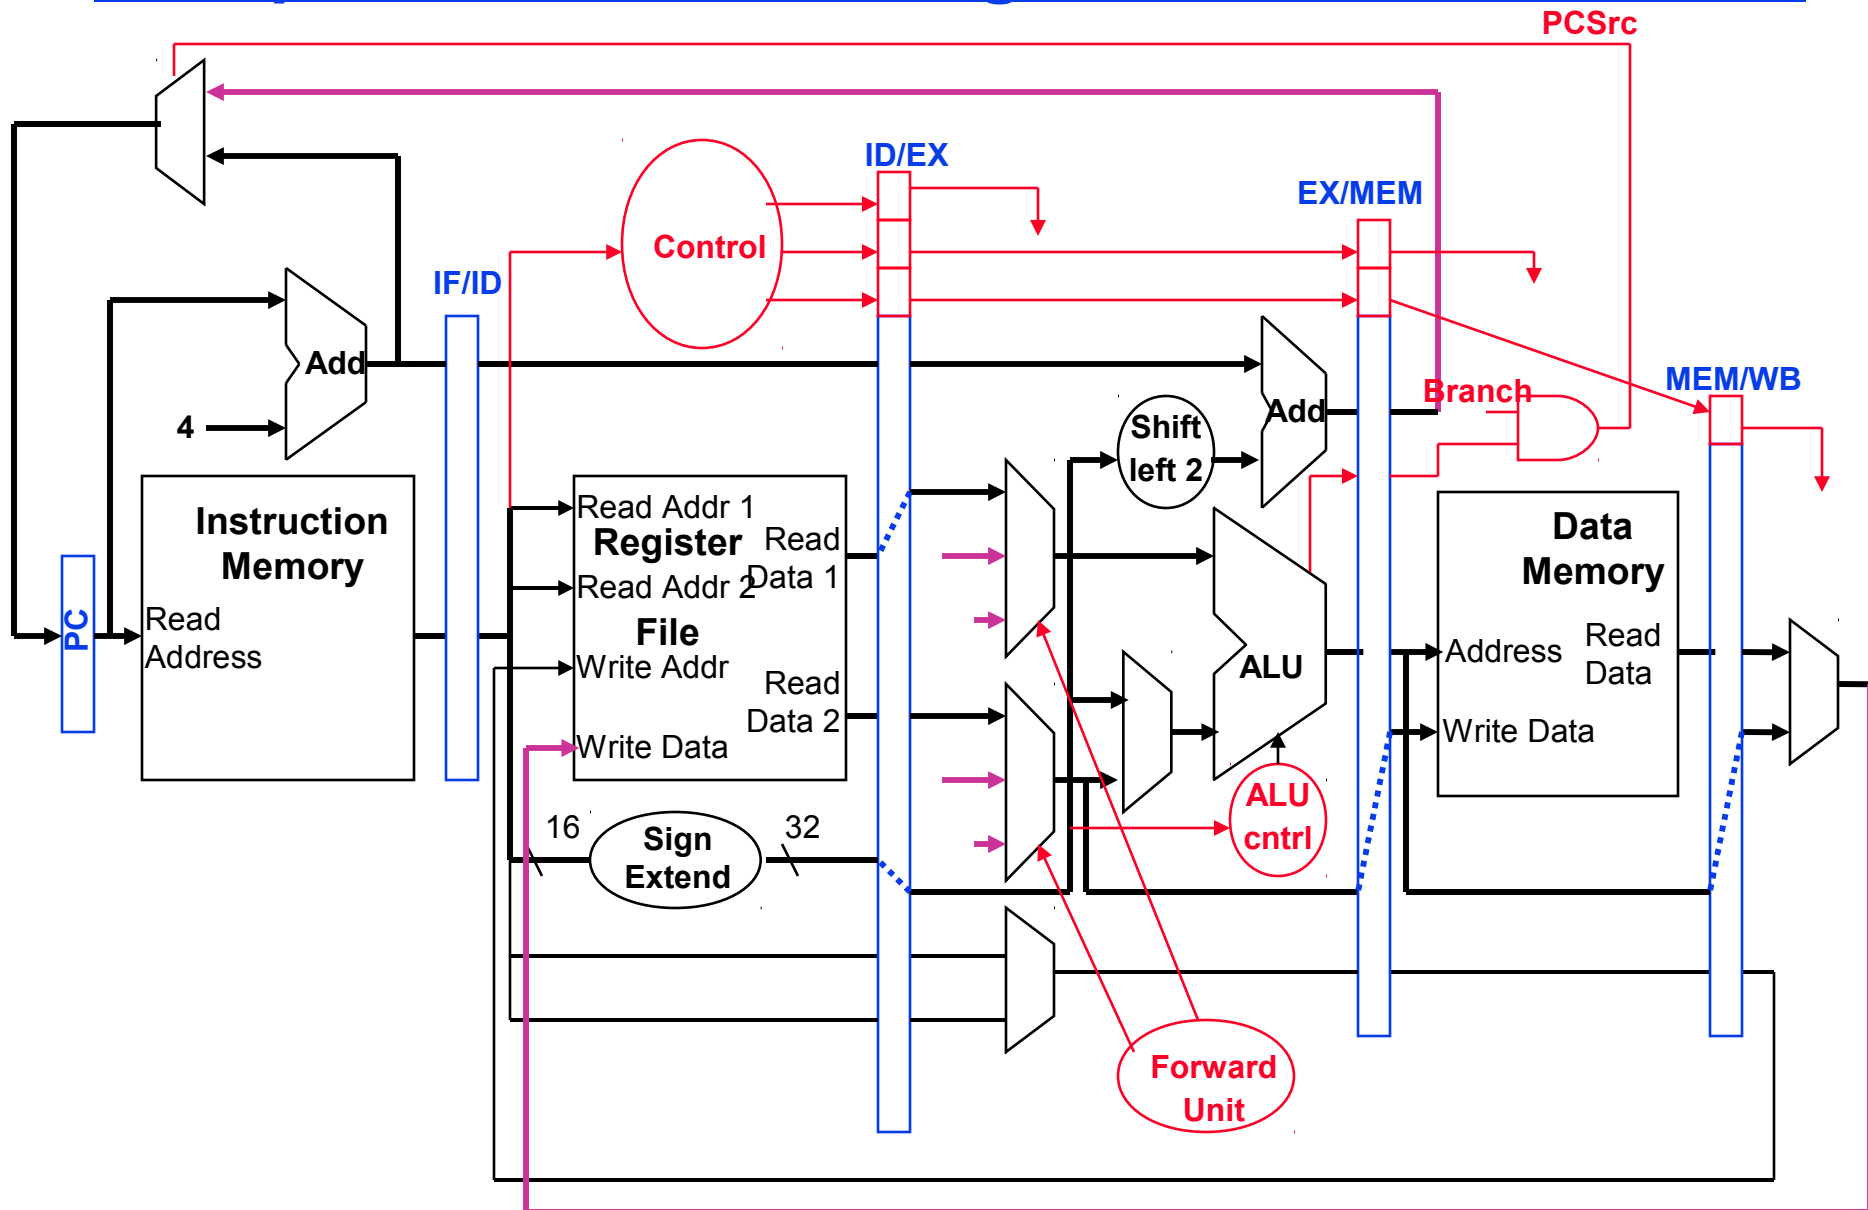 PCSrc
ID/EX
EX/MEM
Control
IF/ID
Add
4
MEM/WB
Branch
Add
Shift
left 2
Instruction
Memory
Read
Address
PC
Read Addr 1
Register
Read Addr 2
File
Write Addr
Write Data
Read
Data 1
Read
Data 2
16
Sign
Extend
32
ALU
ALU
cntrl
Data
Memory
Address
Read
Data
Write Data
Forward
Unit